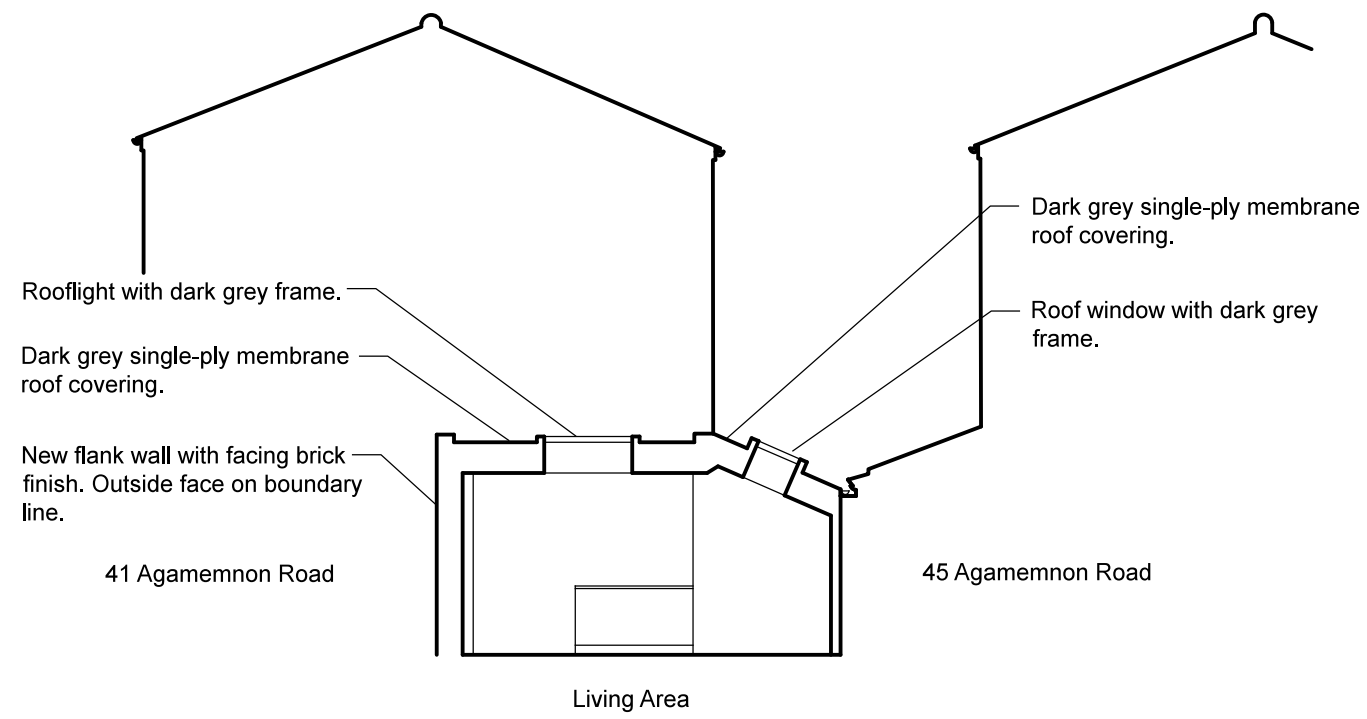 Rooflight with dark grey frame.
Dark grey single-ply membrane
roof covering.
New flank wall with facing brick
finish. Outside face on boundary
line.
41 Agamemnon Road
Dark grey single-ply membrane
roof covering.
Roof window with dark grey
frame.
45 Agamemnon Road
Living Area